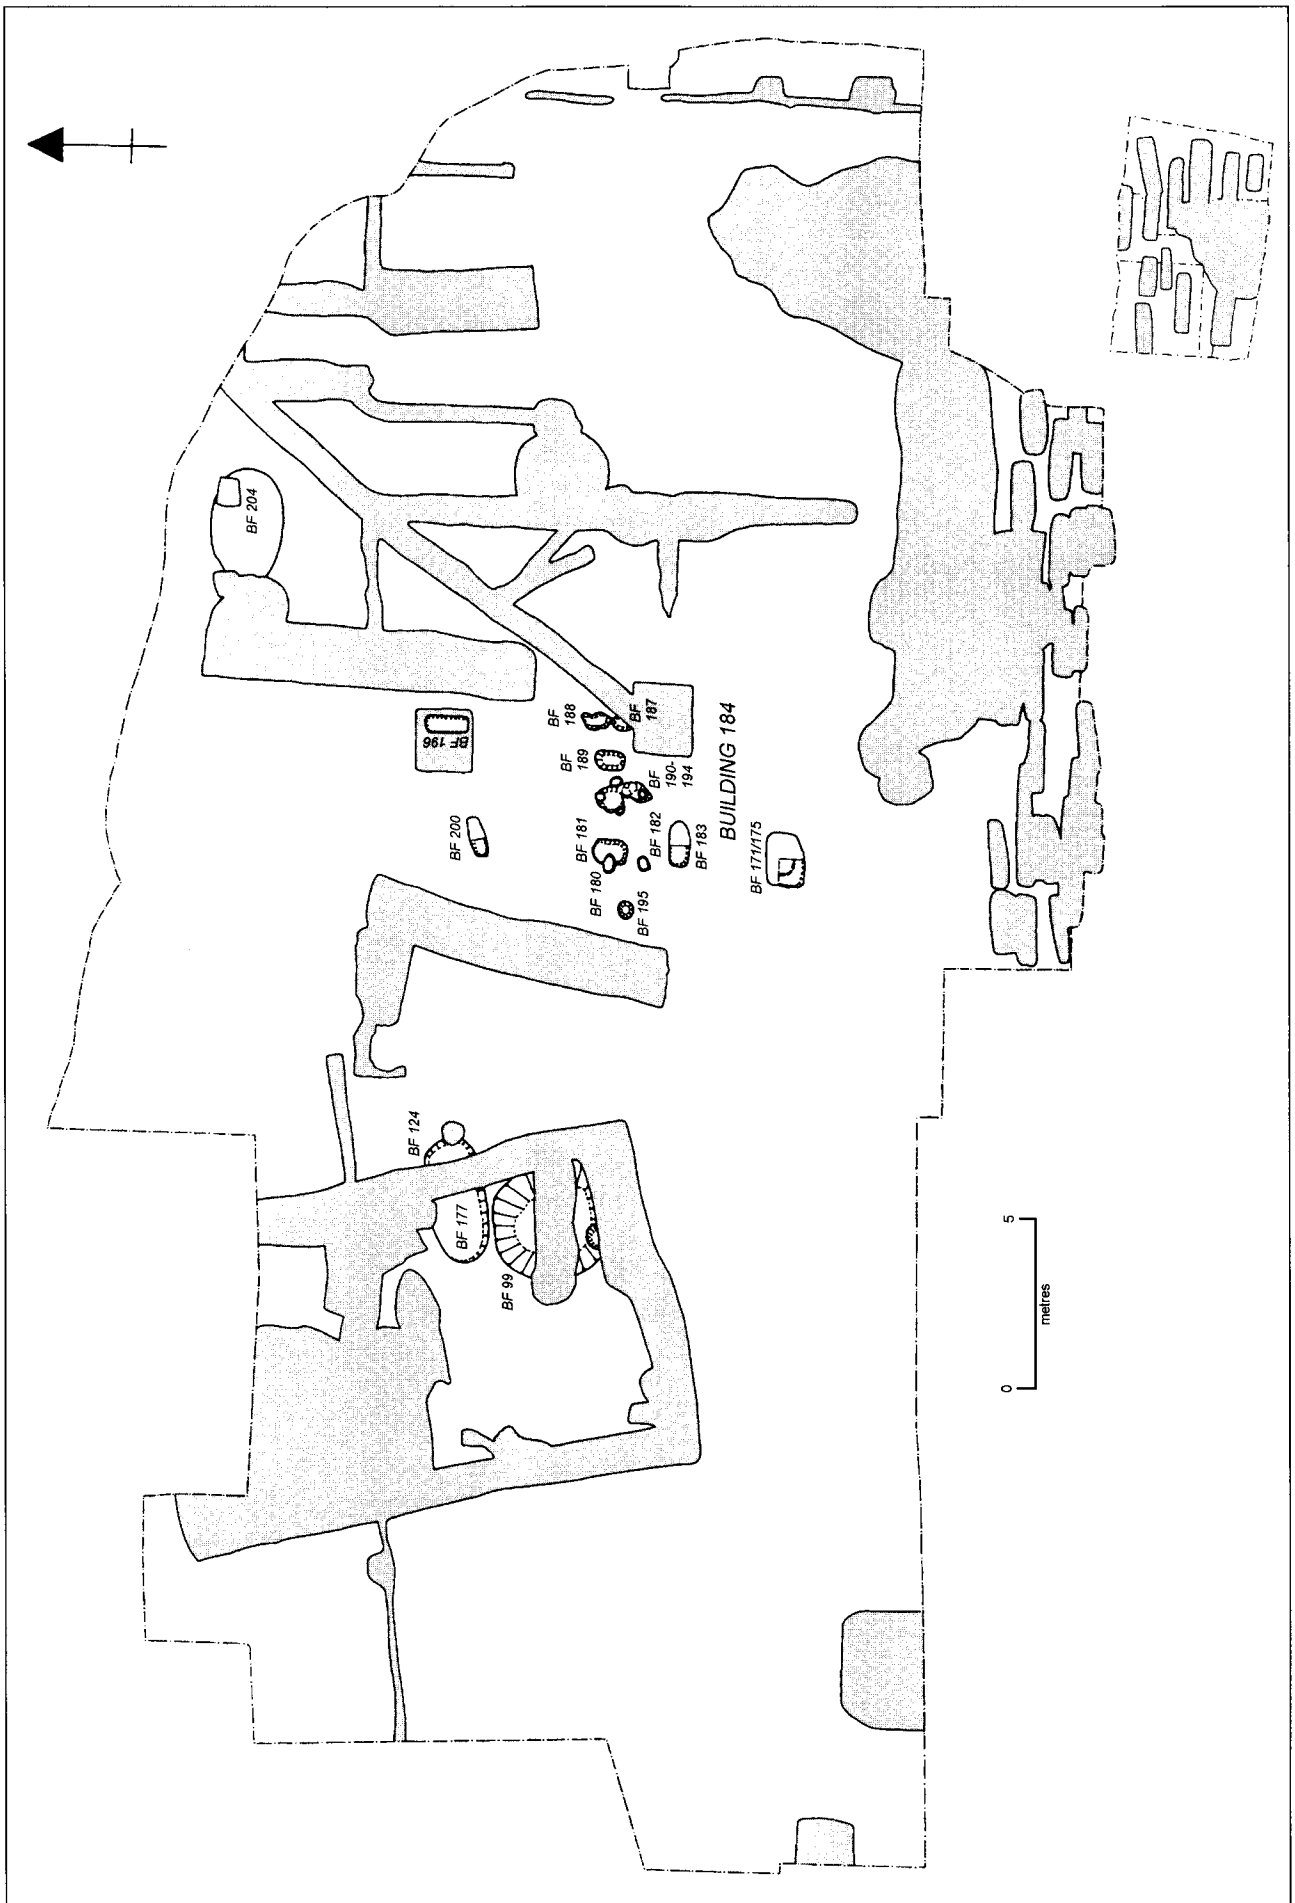 BF 204
BF 196
BF
188
BF
187
BF
189
BF
190-
194
BUILDING 184
BF 200
BF 181
BF 182
BF 183
BF 180
BF 195
BF 171/175
BF 124
BF 177
BF 99
0
5
metres